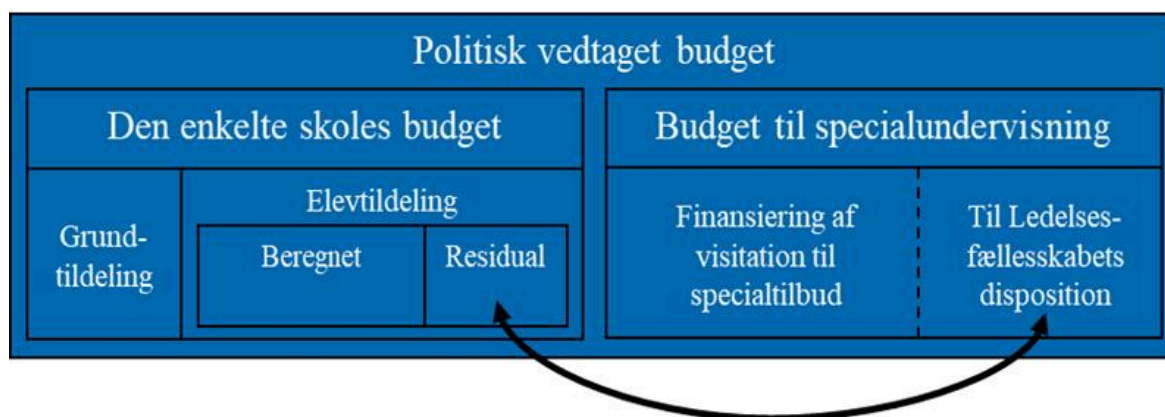 Politisk vedtaget budget
Den enkelte skoles budget
Grund-
tildeling
Elevtildeling
Beregnet
Residual
Budget til specialundervisning
Finansiering af
visitation til
specialtilbud
Til Ledelses-
fællesskabets
disposition